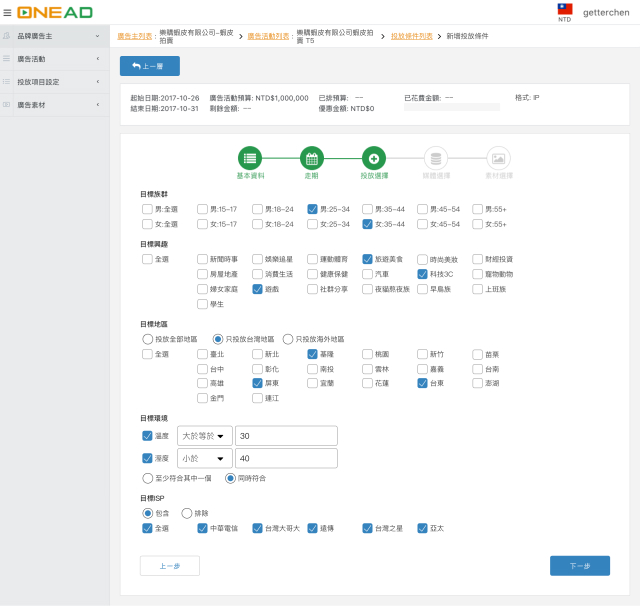 ONEAD
NTD
getterchen
品牌廣告主
廣告活動
投放項目設定
廣告素材
廣告主列表 : 樂購蝦皮有限公司-蝦皮拍賣 > 廣告活動列表 : 樂購蝦皮有限公司蝦皮拍賣 T5 > 投放條件列表 > 新增投放條件
上一層
起始日期:2017-10-26 廣告活動預算: NTD$1,000,000 已排預算: -- 已花費金額: -- 格式: IP
結束日期:2017-10-31 剩餘金額: -- 優惠金額: NTD$0
基本資料 走期 投放選擇 媒體選擇 素材選擇
目標族群
男:全選 男:15-17 男:18-24 男:25-34 男:35-44 男:45-54 男:55+
女:全選 女:15-17 女:18-24 女:25-34 女:35-44 女:45-54 女:55+
目標興趣
全選 新聞時事 娛樂追星 運動體育 旅遊美食 時尚美妝 財經投資
房屋地產 消費生活 健康保健 汽車 科技3C 寵物動物
婦女家庭 遊戲 社群分享 夜貓熬夜族 早鳥族 上班族
學生
目標地區
投放全部地區 只投放台灣地區 只投放海外地區
全選 臺北 新北 基隆 桃園 新竹 苗栗
台中 彰化 南投 雲林 嘉義 台南
高雄 屏東 宜蘭 花蓮 台東 澎湖
金門 連江
目標環境
溫度 大於等於 30
溼度 小於 40
至少符合其中一個 同時符合
目標ISP
包含 排除
全選 中華電信 台灣大哥大 遠傳 台灣之星 亞太
上一步 下一步